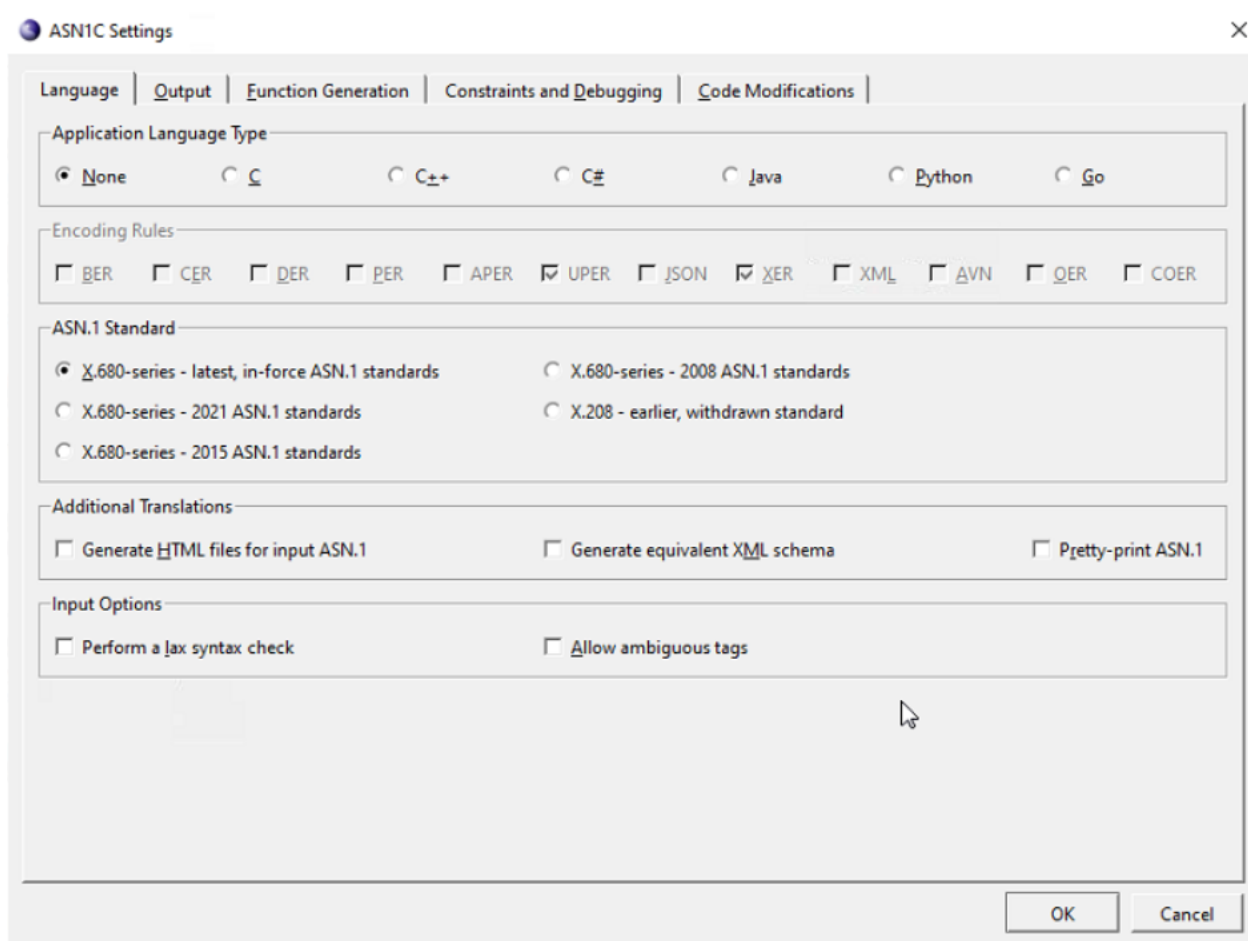 ASN1C Settings
Language Output Function Generation Constraints and Debugging Code Modifications
Application Language Type
None C C++ C# Java Python Go
Encoding Rules
BER CER DER PER APER UPER JSON XER XML AVN OER COER
ASN.1 Standard
X.680-series - latest, in-force ASN.1 standards X.680-series - 2008 ASN.1 standards
X.680-series - 2021 ASN.1 standards X.208 - earlier, withdrawn standard
X.680-series - 2015 ASN.1 standards
Additional Translations
Generate HTML files for input ASN.1 Generate equivalent XML schema Pretty-print ASN.1
Input Options
Perform a lax syntax check Allow ambiguous tags
OK Cancel